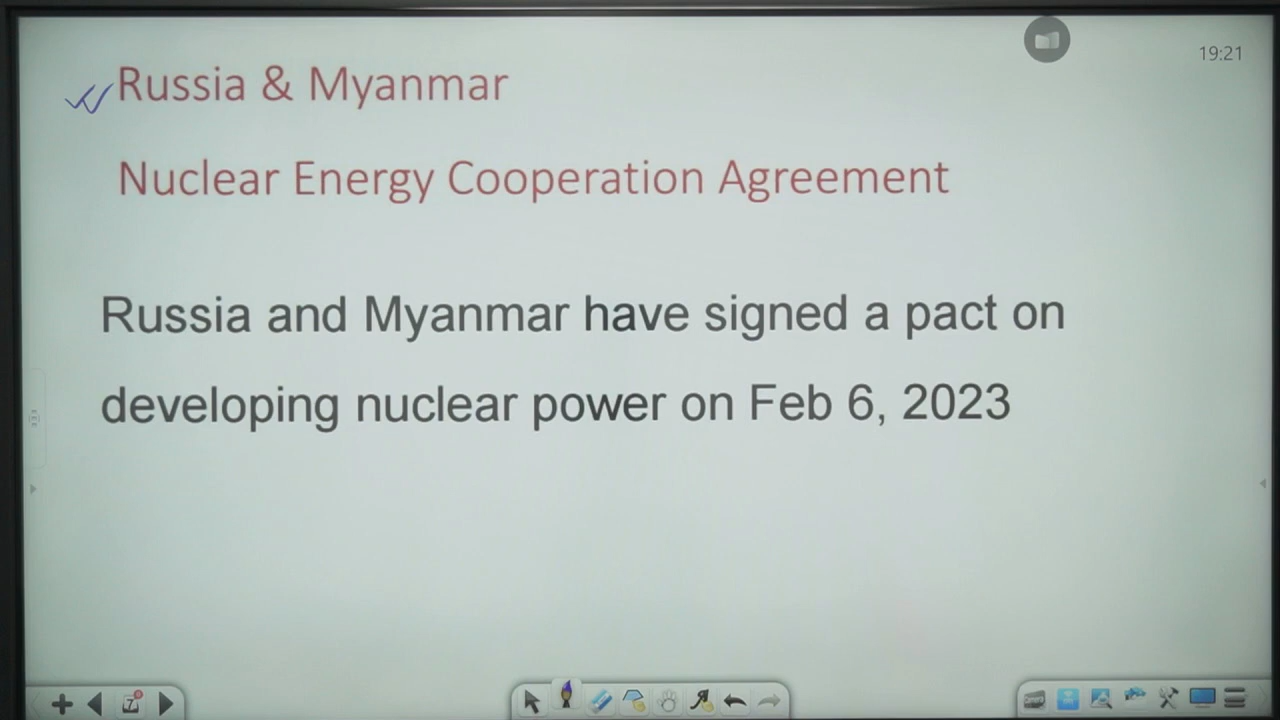 19:21
Russia & Myanmar
Nuclear Energy Cooperation Agreement
Russia and Myanmar have signed a pact on
developing nuclear power on Feb 6, 2023